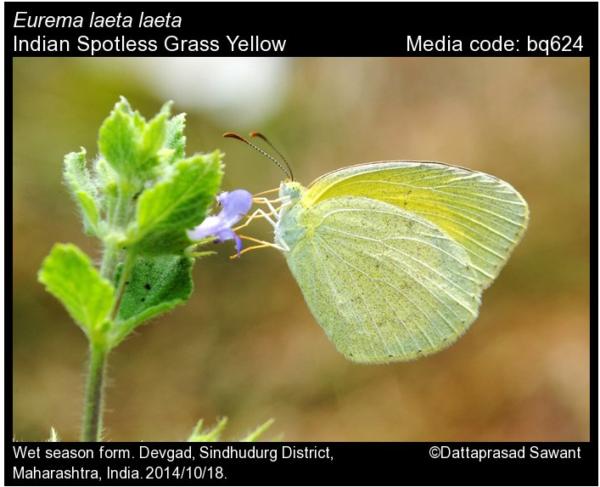 Eurema laeta laeta
Indian Spotless Grass Yellow Media code: bq624
Wet season form. Devgad, Sindhudurg District, ©Dattaprasad Sawant
Maharashtra, India. 2014/10/18.